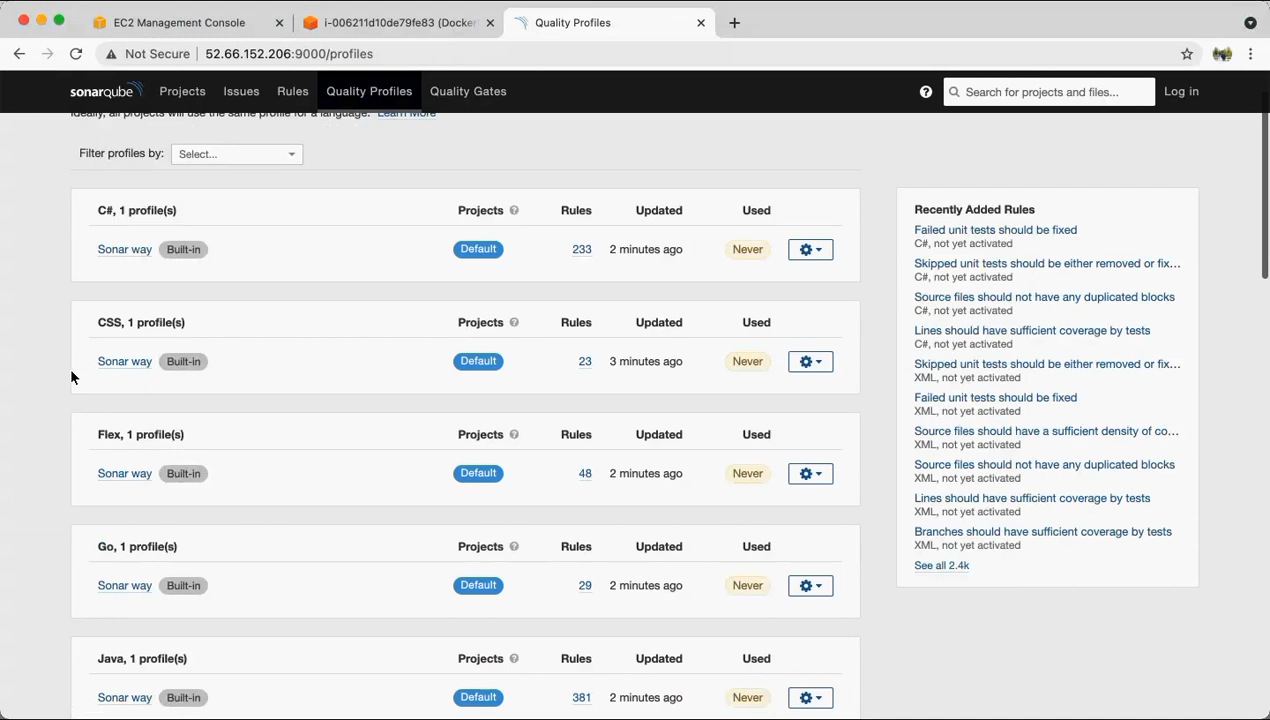 EC2 Management Console
i-006211d10de79fe83 (Docker
Quality Profiles
Not Secure 52.66.152.206:9000/profiles
sonarqube Projects Issues Rules Quality Profiles Quality Gates Search for projects and files... Log in
Ideally, all projects will use the same profile for a language. Learn More
Filter profiles by: Select...
C#, 1 profile(s) Projects Rules Updated Used
Sonar way Built-in Default 233 2 minutes ago Never
CSS, 1 profile(s) Projects Rules Updated Used
Sonar way Built-in Default 23 3 minutes ago Never
Flex, 1 profile(s) Projects Rules Updated Used
Sonar way Built-in Default 48 2 minutes ago Never
Go, 1 profile(s) Projects Rules Updated Used
Sonar way Built-in Default 29 2 minutes ago Never
Java, 1 profile(s) Projects Rules Updated Used
Sonar way Built-in Default 381 2 minutes ago Never
Recently Added Rules
Failed unit tests should be fixed
C#, not yet activated
Skipped unit tests should be either removed or fix...
C#, not yet activated
Source files should not have any duplicated blocks
C#, not yet activated
Lines should have sufficient coverage by tests
C#, not yet activated
Skipped unit tests should be either removed or fix...
XML, not yet activated
Failed unit tests should be fixed
XML, not yet activated
Source files should have a sufficient density of co...
XML, not yet activated
Source files should not have any duplicated blocks
XML, not yet activated
Lines should have sufficient coverage by tests
XML, not yet activated
Branches should have sufficient coverage by tests
XML, not yet activated
See all 2.4k